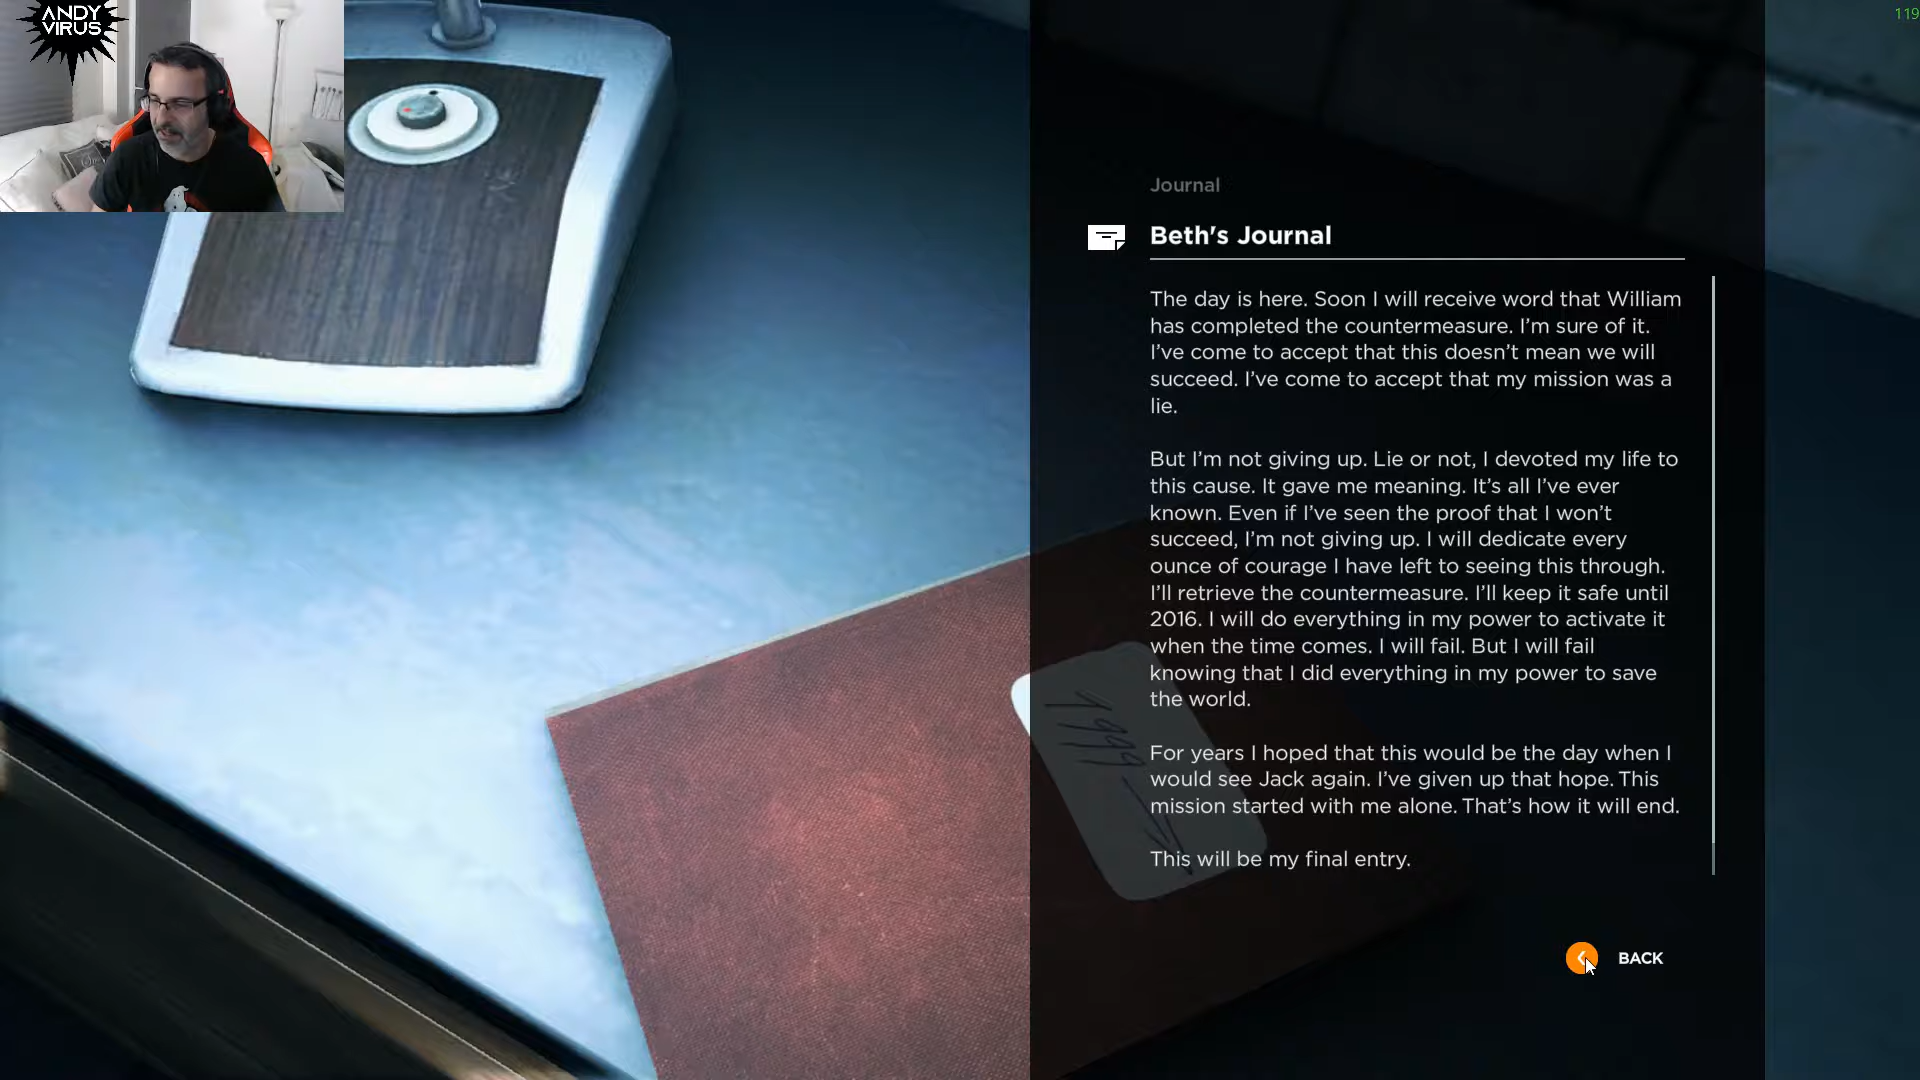 ANDY
VIRUS
119
Journal
Beth's Journal
The day is here. Soon I will receive word that William
has completed the countermeasure. I'm sure of it.
I've come to accept that this doesn't mean we will
succeed. I've come to accept that my mission was a
lie.
But I'm not giving up. Lie or not, I devoted my life to
this cause. It gave me meaning. It's all I've ever
known. Even if I've seen the proof that I won't
succeed, I'm not giving up. I will dedicate every
ounce of courage I have left to seeing this through.
I'll retrieve the countermeasure. I'll keep it safe until
2016. I will do everything in my power to activate it
when the time comes. I will fail. But I will fail
knowing that I did everything in my power to save
the world.
For years I hoped that this would be the day when I
would see Jack again. I've given up that hope. This
mission started with me alone. That's how it will end.
This will be my final entry.
BACK